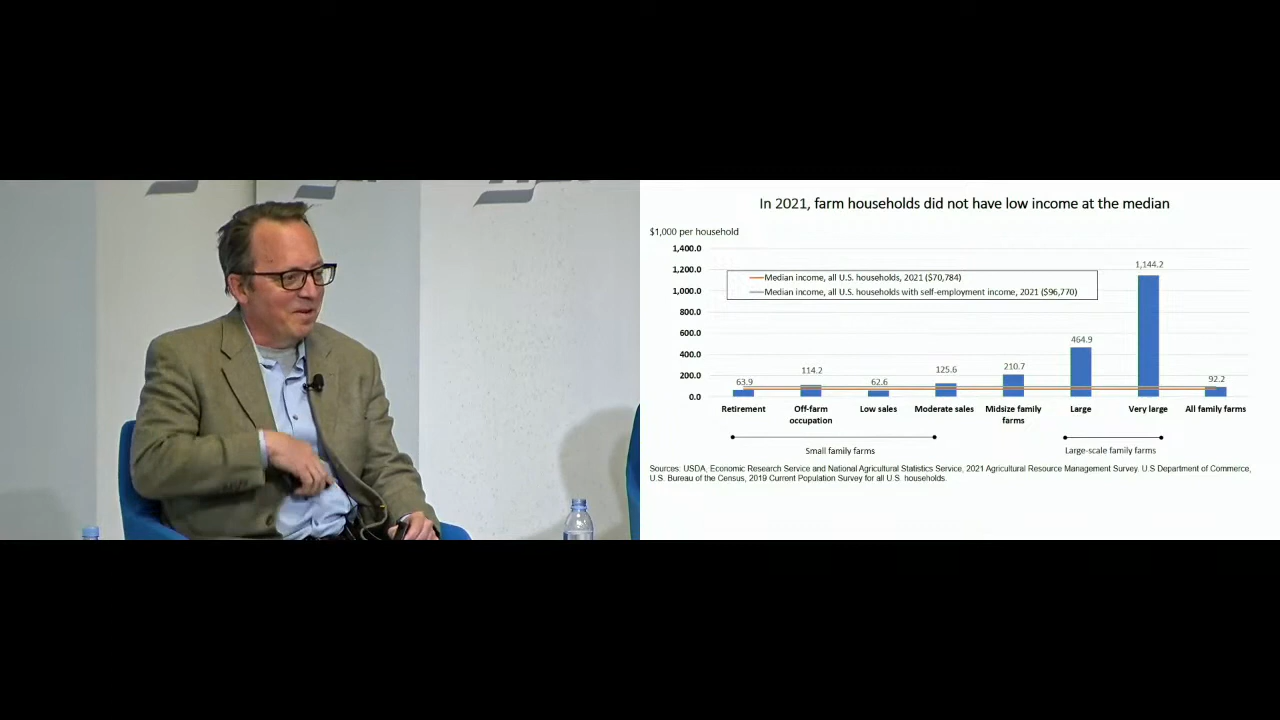 In 2021, farm households did not have low income at the median
$1,000 per household
1,400.0
1,200.0
1,000.0
800.0
600.0
400.0
200.0
0.0
Median income, all U.S. households, 2021 ($70,784)
Median income, all U.S. households with self-employment income, 2021 ($96,770)
63.9
114.2
62.6
125.6
210.7
464.9
1,144.2
92.2
Retirement
Off-farm
occupation
Low sales
Moderate sales
Midsize family
farms
Large
Very large
All family farms
Small family farms
Large-scale family farms
Sources: USDA, Economic Research Service and National Agricultural Statistics Service, 2021 Agricultural Resource Management Survey. U.S Department of Commerce,
U.S. Bureau of the Census, 2019 Current Population Survey for all U.S. households.